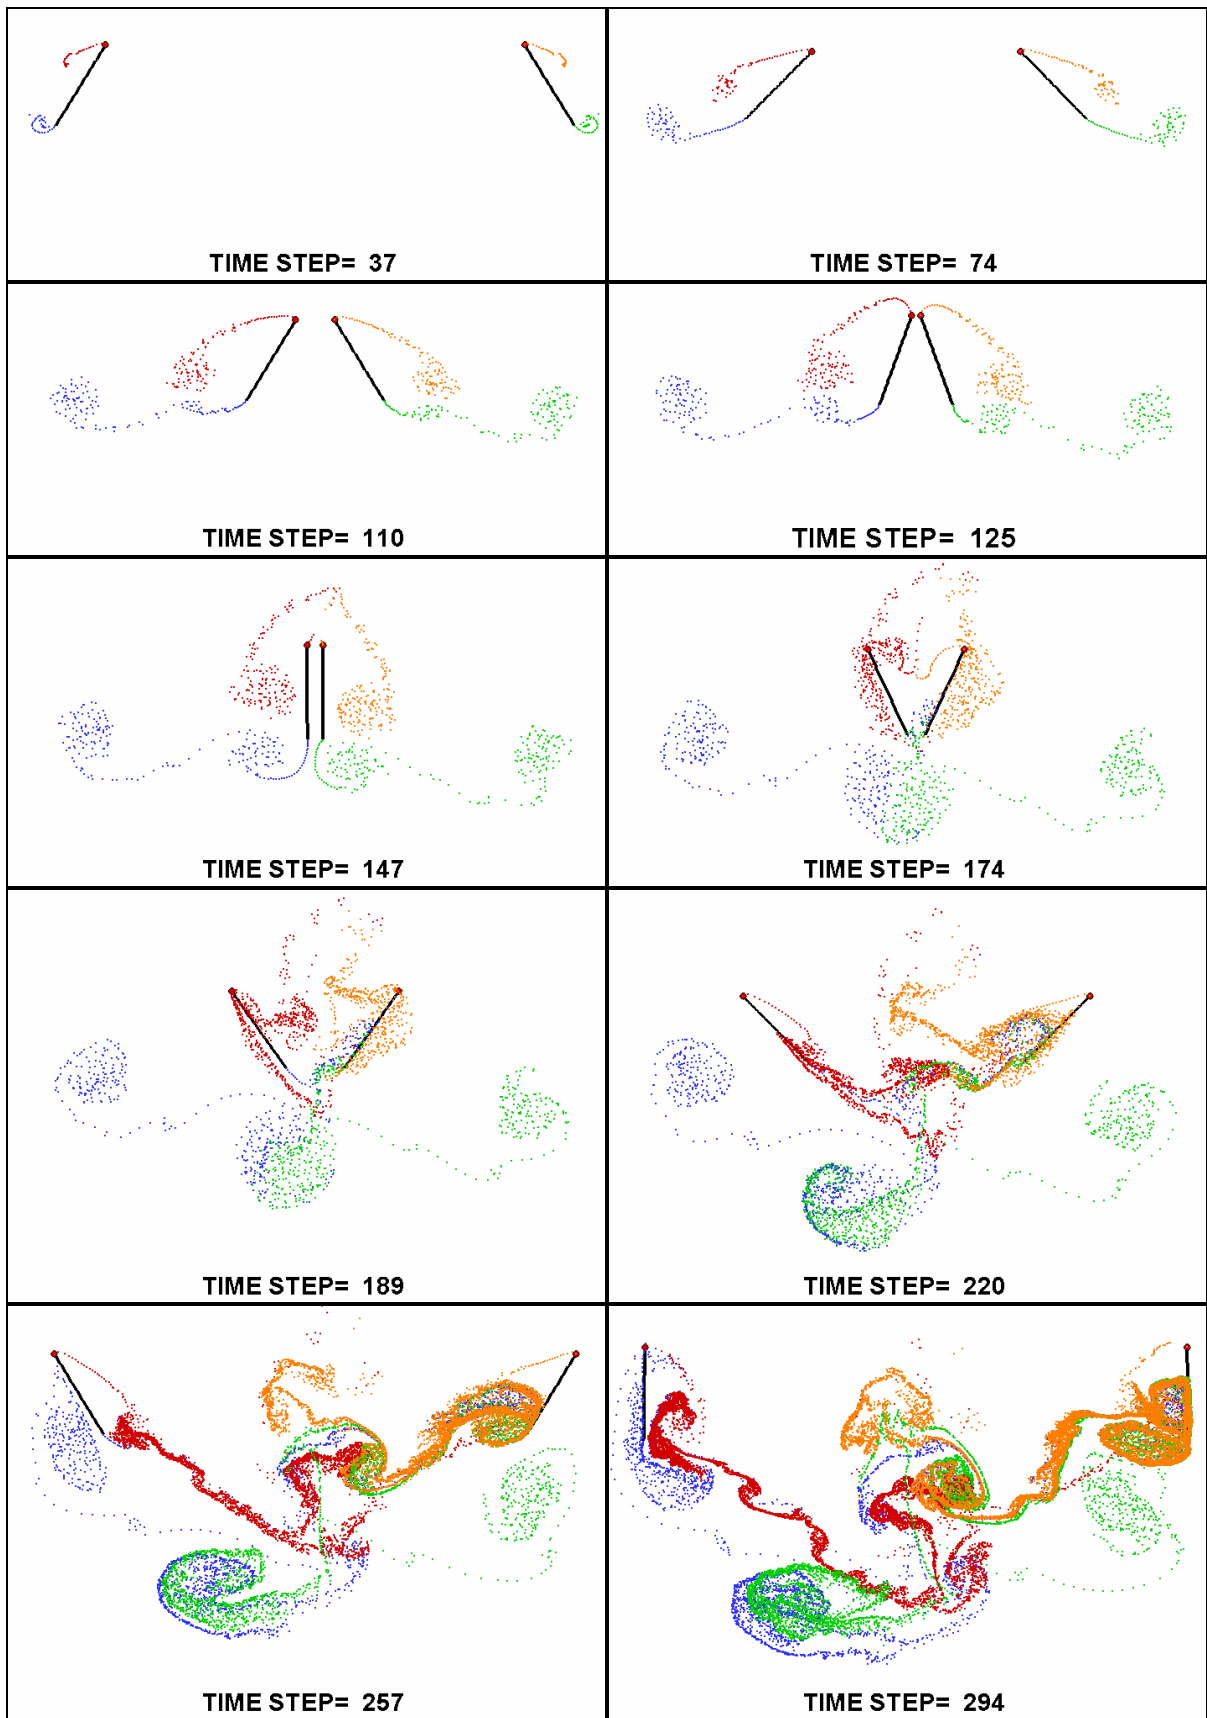 TIME STEP= 37
TIME STEP= 74
TIME STEP= 110
TIME STEP= 125
TIME STEP= 147
TIME STEP= 174
TIME STEP= 189
TIME STEP= 220
TIME STEP= 257
TIME STEP= 294